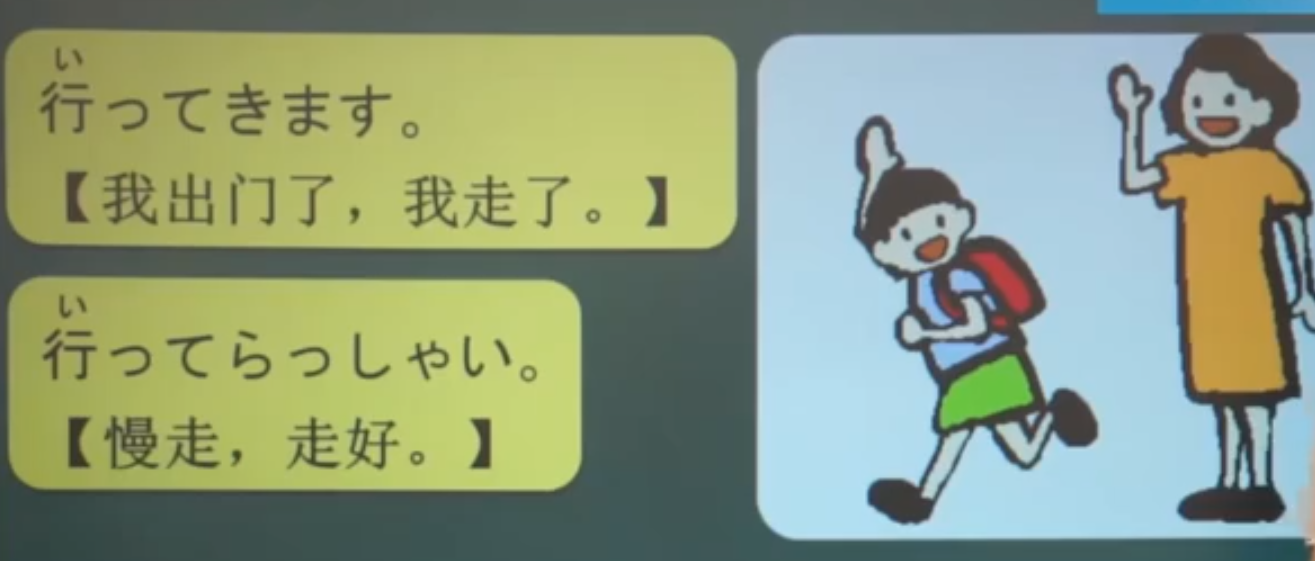 い
行ってきます。
【我出门了，我走了。】
い
行ってらっしゃい。
【慢走，走好。】